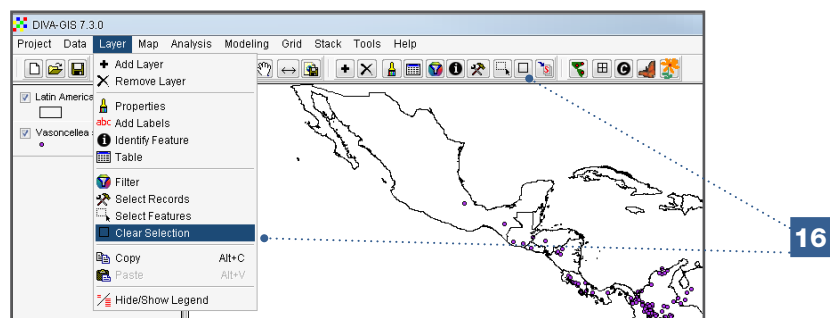 DIVA-GIS 7.3.0
Project Data Layer Map Analysis Modeling Grid Stack Tools Help
Add Layer
Remove Layer
Latin America
Properties
abc Add Labels
Vasoncellea
Identify Feature
Table
Filter
Select Records
Select Features
Clear Selection
16
Copy Alt+C
Paste Alt+V
Hide/Show Legend